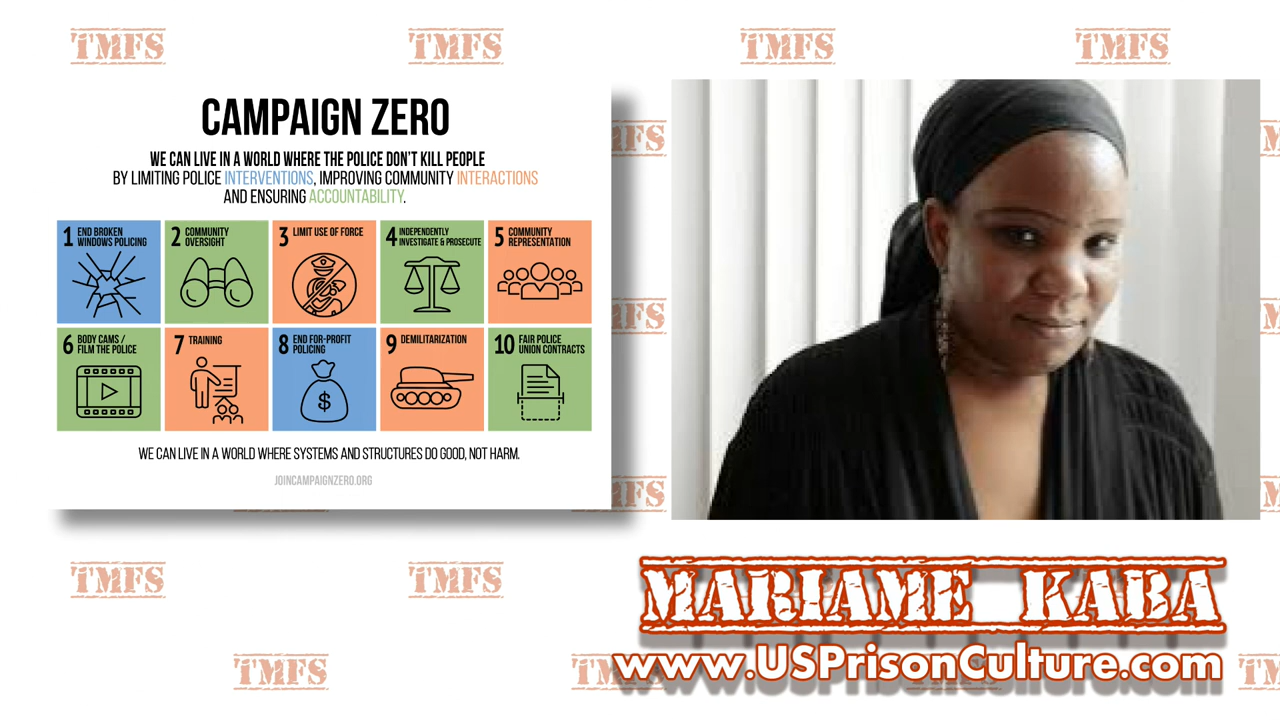 TMFS
TMFS
TMFS
TMFS
CAMPAIGN ZERO
WE CAN LIVE IN A WORLD WHERE THE POLICE DON'T KILL PEOPLE
BY LIMITING POLICE INTERVENTIONS, IMPROVING COMMUNITY INTERACTIONS
AND ENSURING ACCOUNTABILITY.
1 END BROKEN
WINDOWS POLICING
2 COMMUNITY
OVERSIGHT
3 LIMIT USE OF FORCE
4 INDEPENDENTLY
INVESTIGATE & PROSECUTE
5 COMMUNITY
REPRESENTATION
6 BODY CAMS /
FILM THE POLICE
7 TRAINING
8 END FOR-PROFIT
POLICING
$
9 DEMILITARIZATION
10 FAIR POLICE
UNION CONTRACTS
WE CAN LIVE IN A WORLD WHERE SYSTEMS AND STRUCTURES DO GOOD, NOT HARM.
JOINCAMPAIGNZERO.ORG
TMFS
TMFS
MARIAME KABA
www.USPrisonCulture.com
TMFS